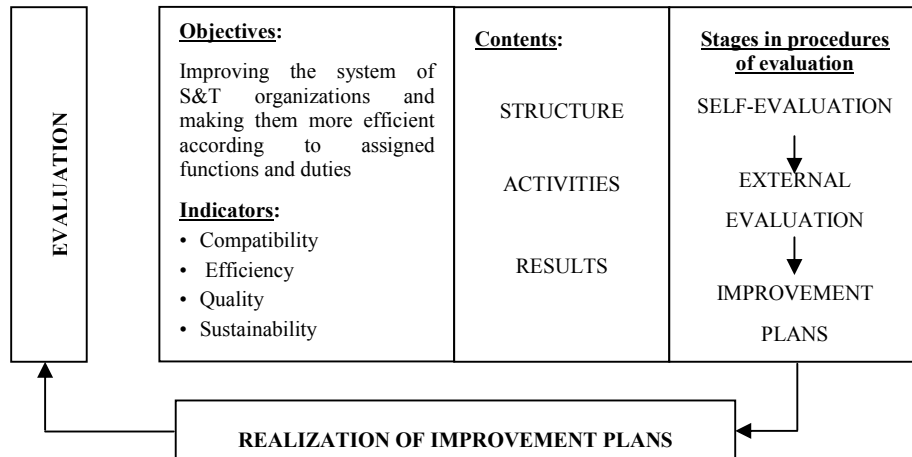 EVALUATION
Objectives:
Improving the system of
S&T organizations and
making them more efficient
according to assigned
functions and duties
Indicators:
• Compatibility
• Efficiency
• Quality
• Sustainability
Contents:
STRUCTURE
ACTIVITIES
RESULTS
Stages in procedures
of evaluation
SELF-EVALUATION
EXTERNAL
EVALUATION
IMPROVEMENT
PLANS
REALIZATION OF IMPROVEMENT PLANS